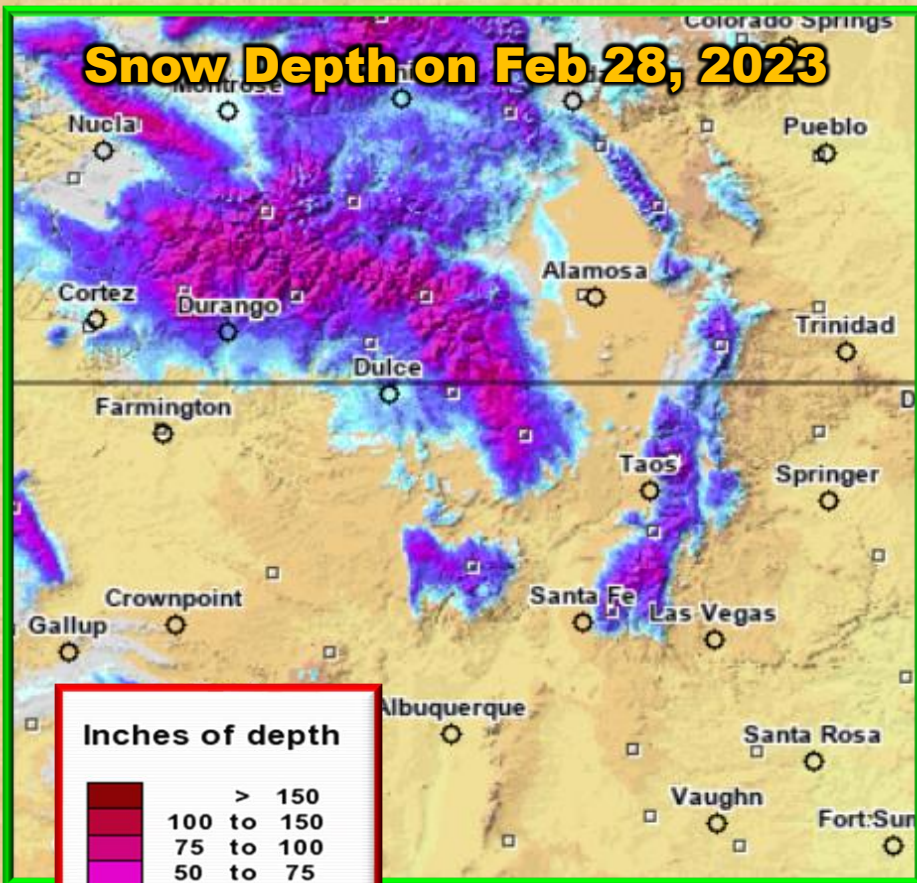 Colorado Springs
Snow Depth on Feb 28, 2023
Montrose
Nucla
Pueblo
Alamosa
Cortez
Durango
Trinidad
Dulce
Farmington
Taos
Springer
Crownpoint
Santa Fe
Gallup
Las Vegas
Albuquerque
Inches of depth
Santa Rosa
> 150
100 to 150
Vaughn
Fort Sun
75 to 100
50 to 75